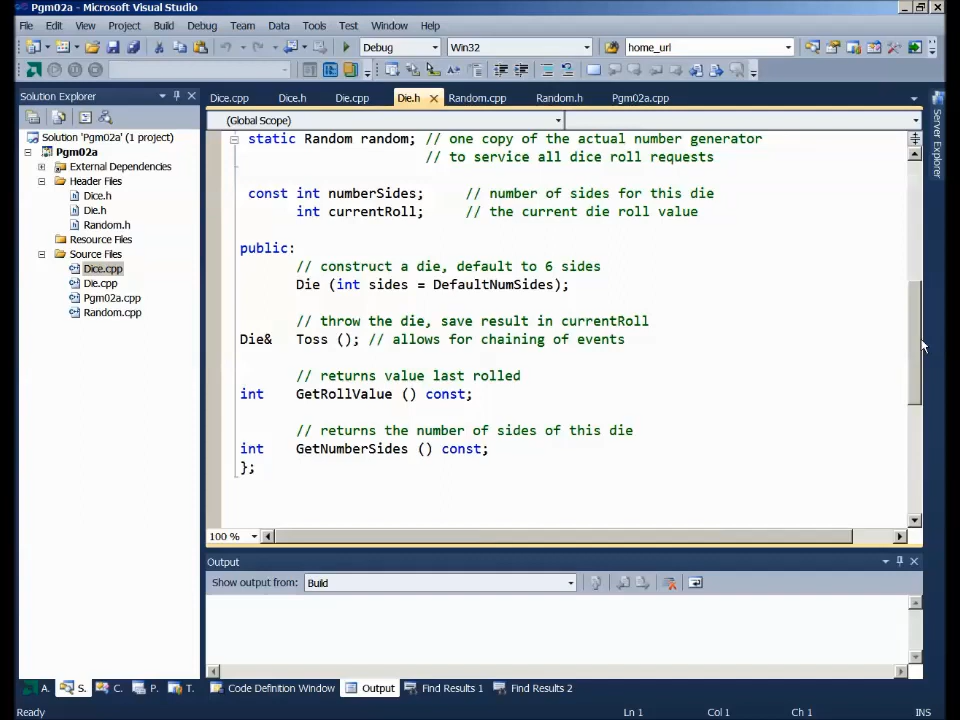 Pgm02a - Microsoft Visual Studio
File Edit View Project Build Debug Team Data Tools Test Window Help
Debug Win32 home_url
Solution Explorer
Dice.cpp Dice.h Die.cpp Die.h Random.cpp Random.h Pgm02a.cpp
(Global Scope)
Solution 'Pgm02a' (1 project)
Pgm02a
External Dependencies
Header Files
Dice.h
Die.h
Random.h
Resource Files
Source Files
Dice.cpp
Die.cpp
Pgm02a.cpp
Random.cpp
static Random random; // one copy of the actual number generator
// to service all dice roll requests
const int numberSides; // number of sides for this die
int currentRoll; // the current die roll value
public:
// construct a die, default to 6 sides
Die (int sides = DefaultNumSides);
// throw the die, save result in currentRoll
Die& Toss (); // allows for chaining of events
// returns value last rolled
int GetRollValue () const;
// returns the number of sides of this die
int GetNumberSides () const;
};
100 %
Server Explorer
Output
Show output from: Build
A. S. C. P. T. Code Definition Window Output Find Results 1 Find Results 2
Ready Ln 1 Col 1 Ch 1 INS